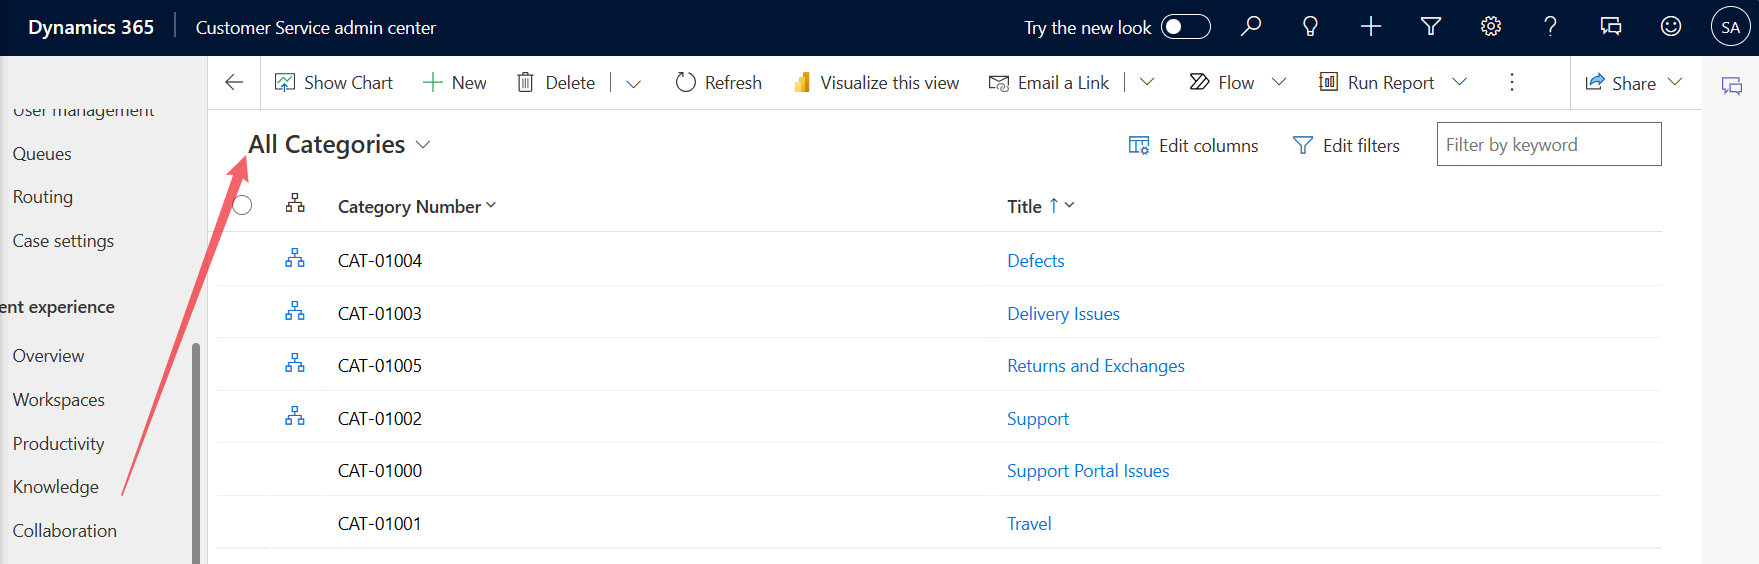 Dynamics 365 Customer Service admin center Try the new look SA
Show Chart New Delete Refresh Visualize this view Email a Link Flow Run Report Share
User management
Queues
Routing
Case settings
ent experience
Overview
Workspaces
Productivity
Knowledge
Collaboration
All Categories Edit columns Edit filters Filter by keyword
Category Number Title
CAT-01004 Defects
CAT-01003 Delivery Issues
CAT-01005 Returns and Exchanges
CAT-01002 Support
CAT-01000 Support Portal Issues
CAT-01001 Travel